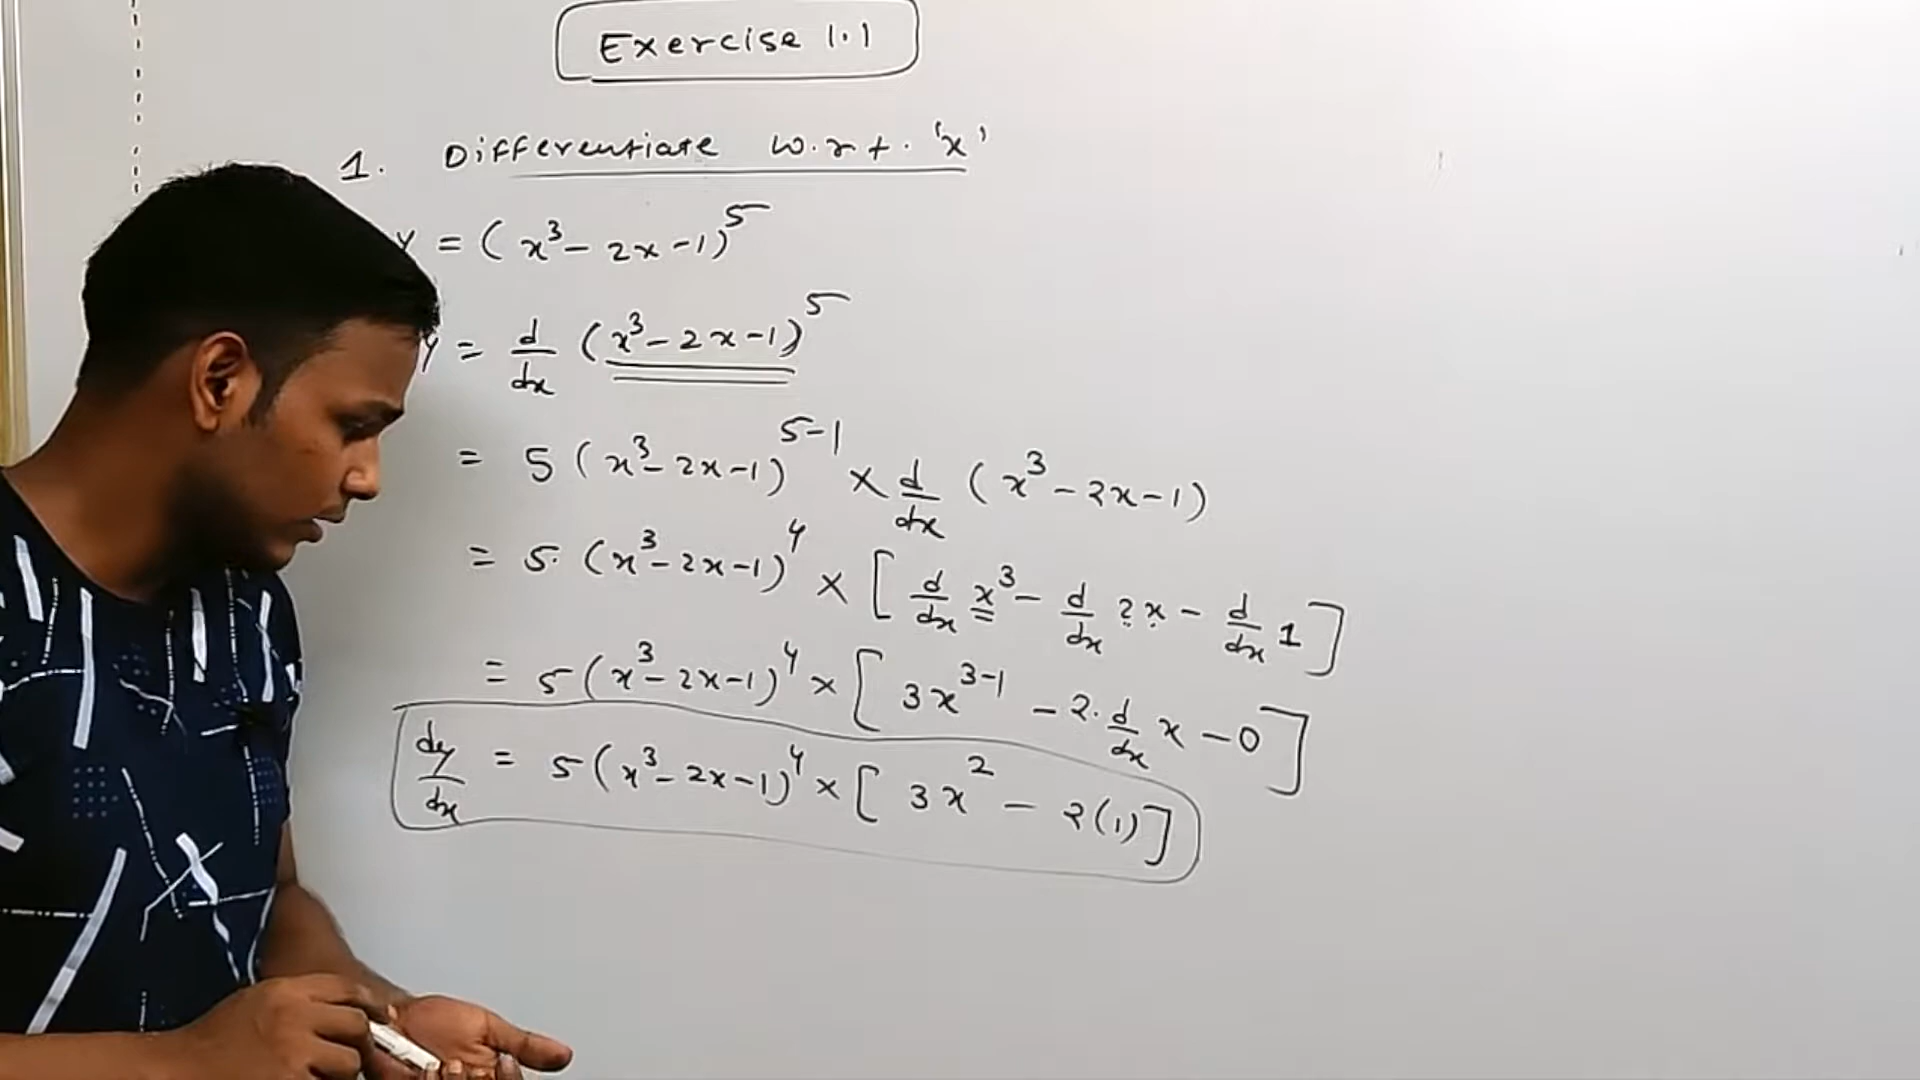 Exercise 1.1
1. Differentiate w.r.t. 'x'
y = (x³ - 2x - 1)⁵
y = d/dx (x³ - 2x - 1)⁵
= 5 (x³ - 2x - 1)⁵⁻¹ × d/dx (x³ - 2x - 1)
= 5. (x³ - 2x - 1)⁴ × [d/dx x³ - d/dx 2x - d/dx 1]
= 5 (x³ - 2x - 1)⁴ × [3x³⁻¹ - 2. d/dx x - 0]
dy/dx = 5 (x³ - 2x - 1)⁴ × [3x² - 2(1)]